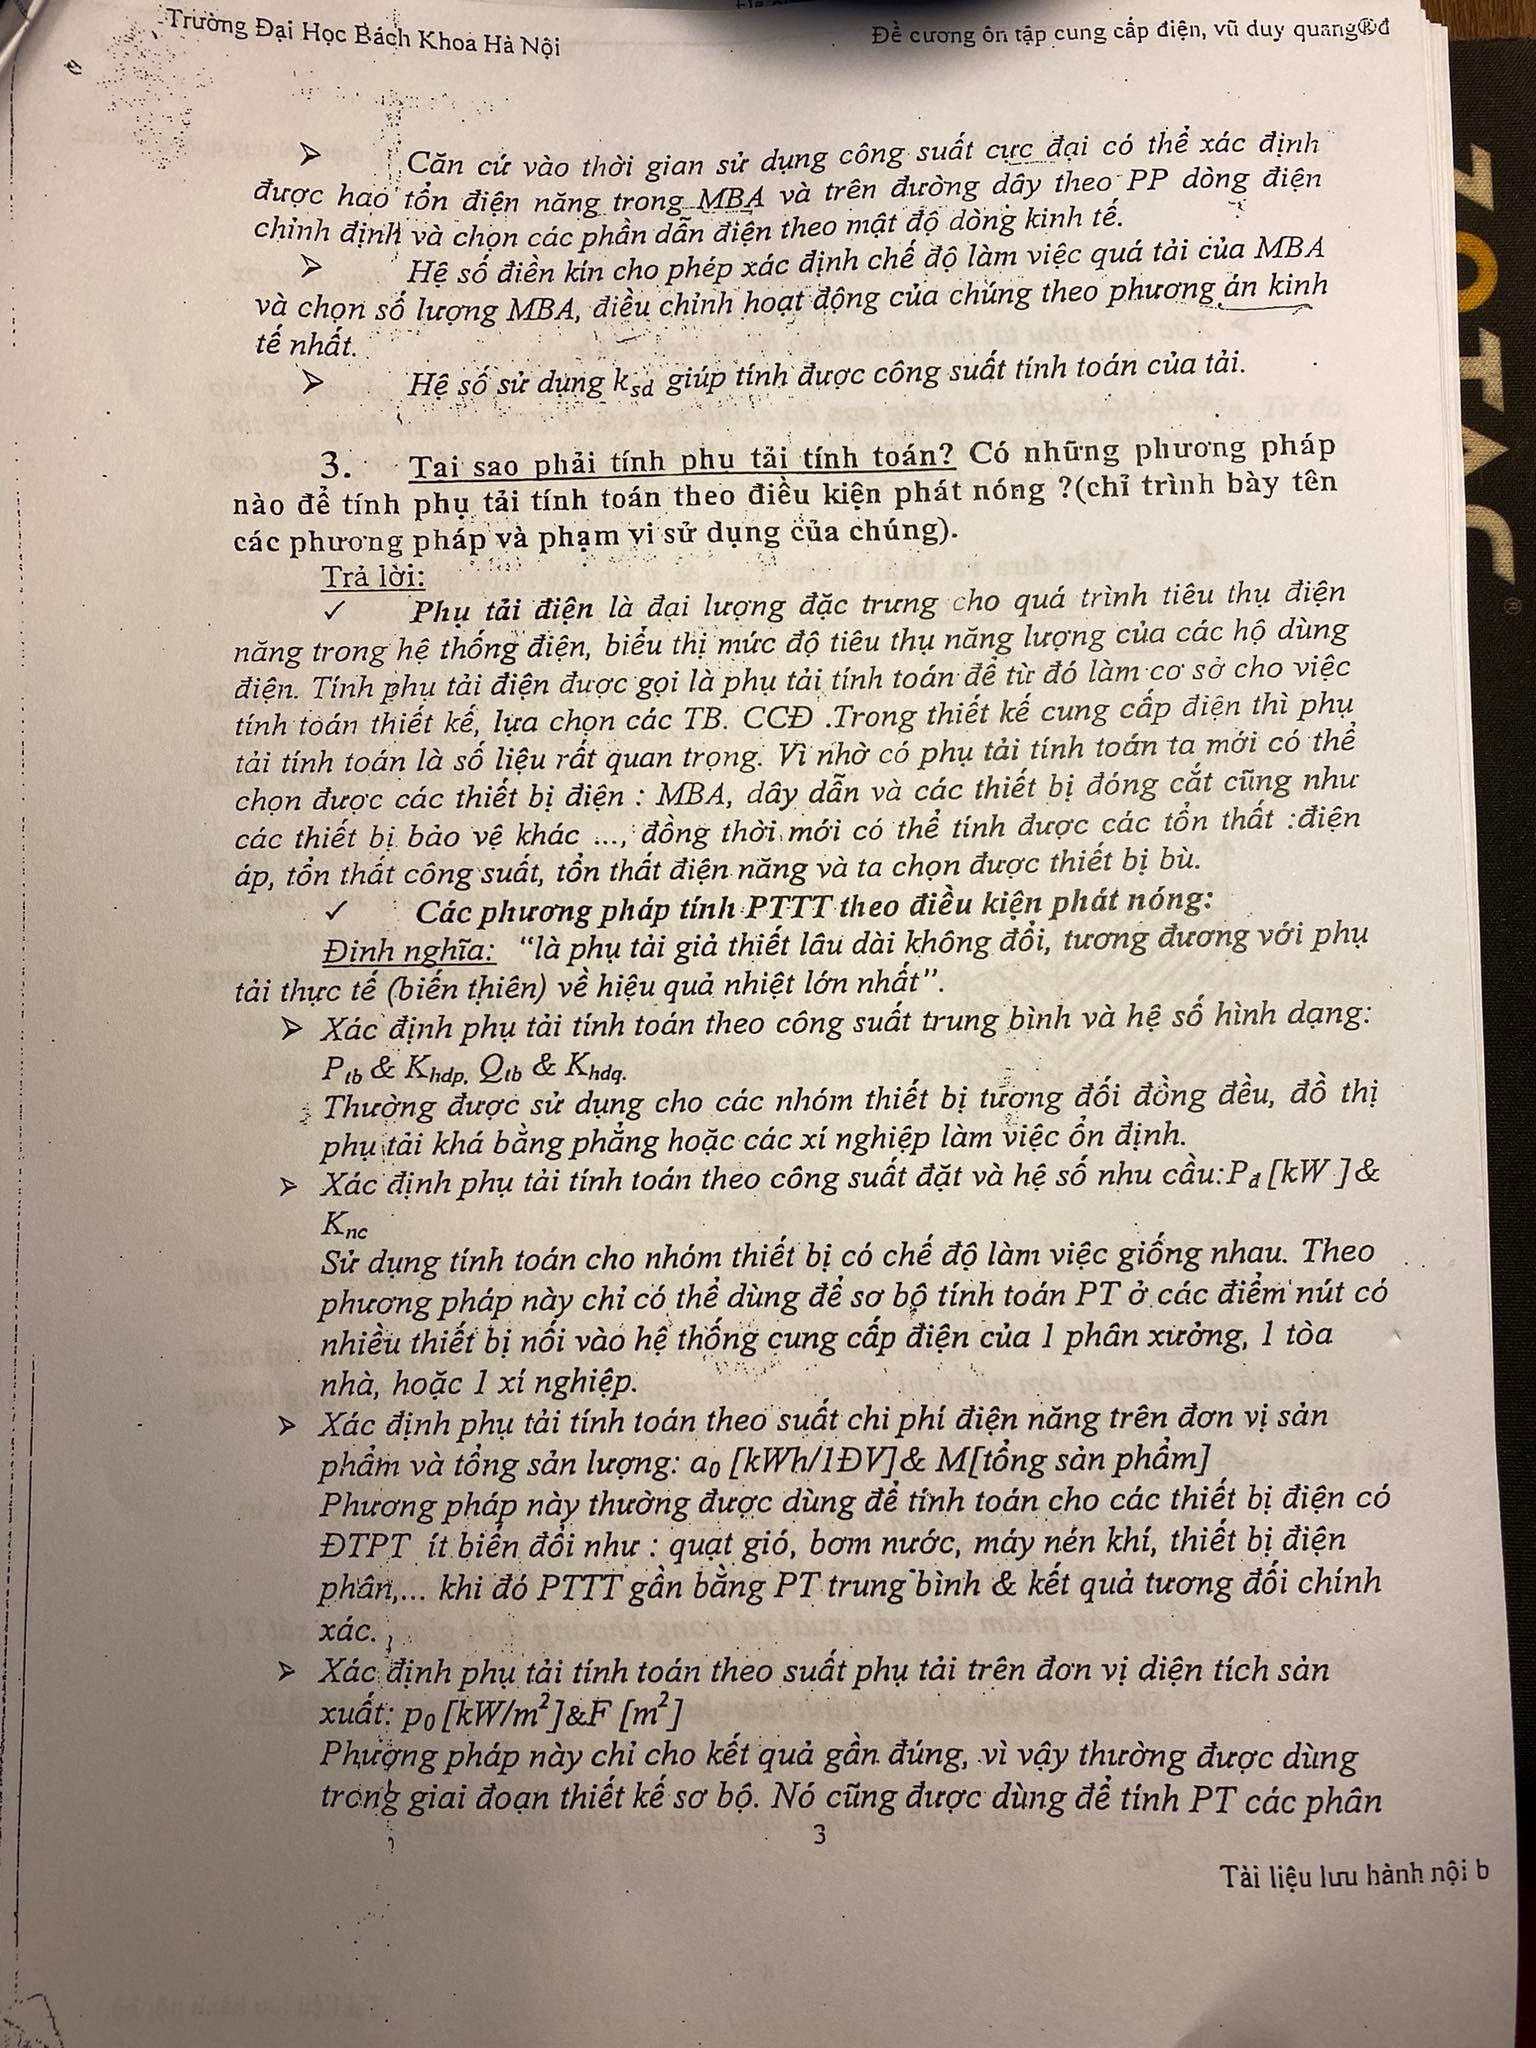 Trường Đại Học Bách Khoa Hà Nội
Đề cương ôn tập cung cấp điện, vũ duy quang®đ
➢ Căn cứ vào thời gian sử dụng công suất cực đại có thể xác định
được hao tổn điện năng trong MBA và trên đường dây theo PP dòng điện
chỉnh định và chọn các phần dẫn điện theo mật độ dòng kinh tế.
➢ Hệ số điền kín cho phép xác định chế độ làm việc quá tải của MBA
và chọn số lượng MBA, điều chỉnh hoạt động của chúng theo phương án kinh
tế nhất.
➢ Hệ số sử dụng ksd giúp tính được công suất tính toán của tải.
3. Tai sao phải tính phụ tải tính toán? Có những phương pháp
nào để tính phụ tải tính toán theo điều kiện phát nóng ?(chỉ trình bày tên
các phương pháp và phạm vi sử dụng của chúng).
Trả lời:
✓ Phụ tải điện là đại lượng đặc trưng cho quá trình tiêu thụ điện
năng trong hệ thống điện, biểu thị mức độ tiêu thụ năng lượng của các hộ dùng
điện. Tính phụ tải điện được gọi là phụ tải tính toán để từ đó làm cơ sở cho việc
tính toán thiết kế, lựa chọn các TB. CCĐ .Trong thiết kế cung cấp điện thì phụ
tải tính toán là số liệu rất quan trọng. Vì nhờ có phụ tải tính toán ta mới có thể
chọn được các thiết bị điện : MBA, dây dẫn và các thiết bị đóng cắt cũng như
các thiết bị bảo vệ khác ..., đồng thời mới có thể tính được các tổn thất :điện
áp, tổn thất công suất, tổn thất điện năng và ta chọn được thiết bị bù.
✓ Các phương pháp tính PTTT theo điều kiện phát nóng:
Đinh nghĩa: "là phụ tải giả thiết lâu dài không đổi, tương đương với phụ
tải thực tế (biến thiên) về hiệu quả nhiệt lớn nhất".
➢ Xác định phụ tải tính toán theo công suất trung bình và hệ số hình dạng:
Ptb & Khdp, Qtb & Khdq.
Thường được sử dụng cho các nhóm thiết bị tương đối đồng đều, đồ thị
phụ tải khá bằng phẳng hoặc các xí nghiệp làm việc ổn định.
➢ Xác định phụ tải tính toán theo công suất đặt và hệ số nhu cầu:Pđ [kW ]&
Knc
Sử dụng tính toán cho nhóm thiết bị có chế độ làm việc giống nhau. Theo
phương pháp này chỉ có thể dùng để sơ bộ tính toán PT ở các điểm nút có
nhiều thiết bị nối vào hệ thống cung cấp điện của 1 phân xưởng, 1 tòa
nhà, hoặc 1 xí nghiệp.
➢ Xác định phụ tải tính toán theo suất chi phí điện năng trên đơn vị sản
phẩm và tổng sản lượng: a₀ [kWh/1ĐV]& M[tổng sản phẩm]
Phương pháp này thường được dùng để tính toán cho các thiết bị điện có
ĐTPT ít biến đổi như : quạt gió, bơm nước, máy nén khí, thiết bị điện
phân,... khi đó PTTT gần bằng PT trung bình & kết quả tương đối chính
xác.
➢ Xác định phụ tải tính toán theo suất phụ tải trên đơn vị diện tích sản
xuất: p₀ [kW/m²]&F [m²]
Phương pháp này chỉ cho kết quả gần đúng, vì vậy thường được dùng
trong giai đoạn thiết kế sơ bộ. Nó cũng được dùng để tính PT các phân
3
Tài liệu lưu hành nội b
ZOTAC®